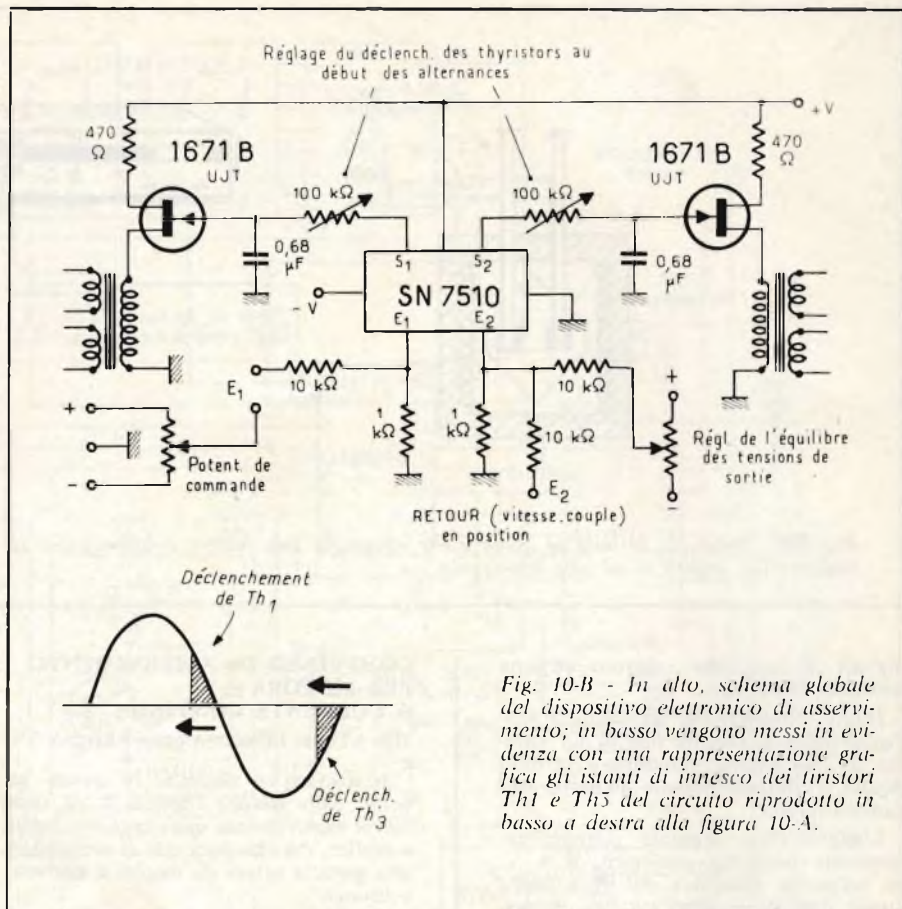 Réglage du déclench. des thyristors au
début des alternances
+V
470
Ω
1671 B
UJT
100 kΩ
100 kΩ
1671 B
UJT
470
Ω
0,68
µF
S1
S2
SN 7510
E1
E2
-V
0,68
µF
10 kΩ
E1
1
kΩ
1
kΩ
10 kΩ
10 kΩ
+
-
Potent. de
commande
E2
RETOUR (vitesse.couple)
en position
+
-
Régl. de l'équilibre
des tensions de
sortie
Déclenchement
de Th1
Déclench.
de Th3
Fig. 10-B - In alto, schema globale
del dispositivo elettronico di asservi-
mento; in basso vengono messi in evi-
denza con una rappresentazione gra-
fica gli istanti di innesco dei tiristori
Th1 e Th3 del circuito riprodotto in
basso a destra alla figura 10-A.